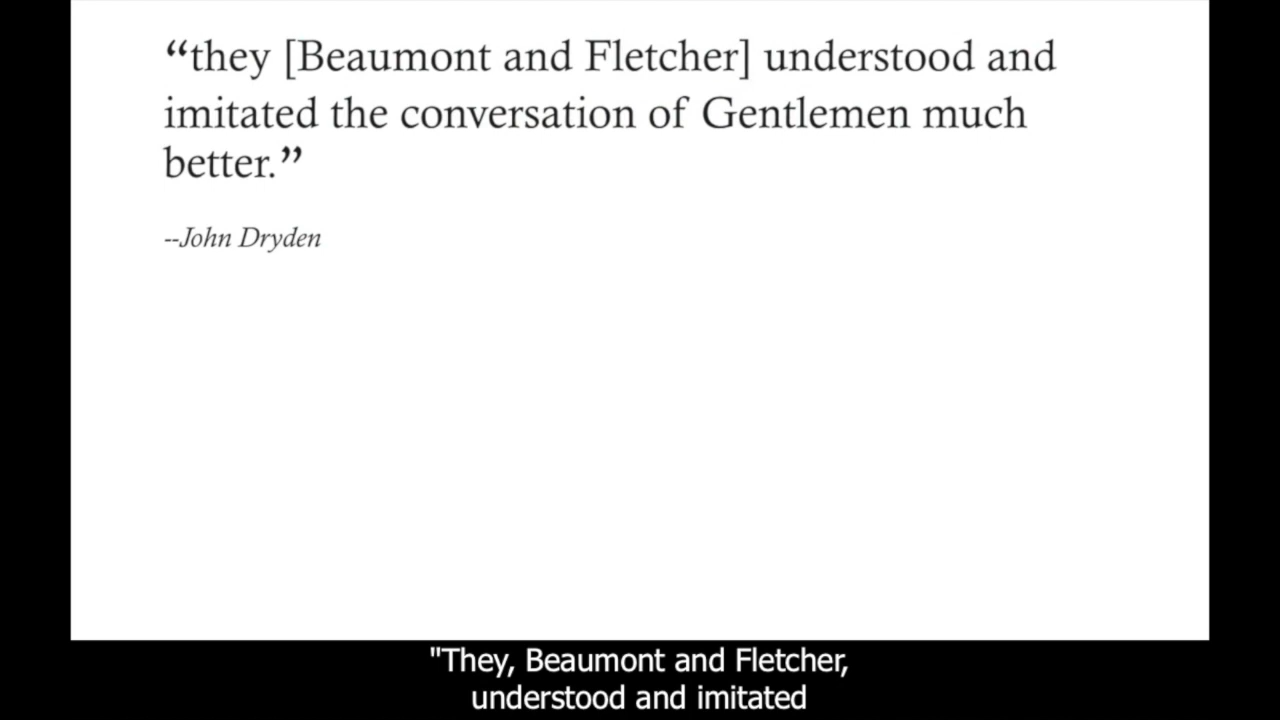 “they [Beaumont and Fletcher] understood and
imitated the conversation of Gentlemen much
better.”
--John Dryden
"They, Beaumont and Fletcher,
understood and imitated